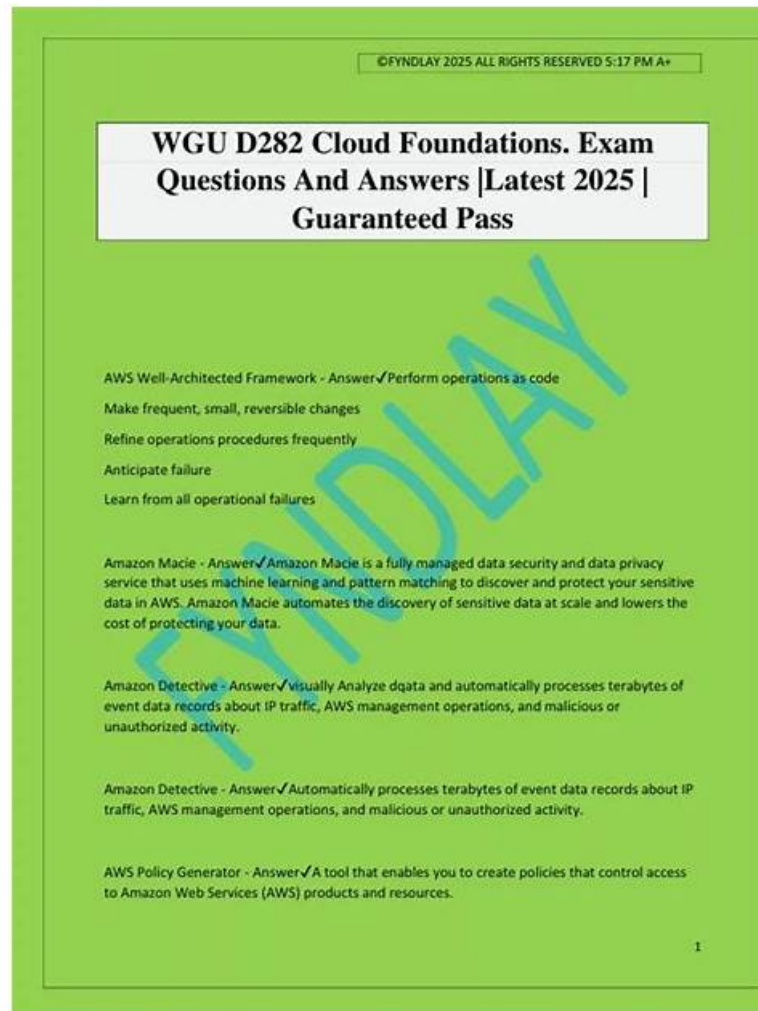 ©FYNDLAY 2025 ALL RIGHTS RESERVED 5:17 PM A+
WGU D282 Cloud Foundations. Exam
Questions And Answers |Latest 2025 |
Guaranteed Pass
AWS Well-Architected Framework - Answer✔Perform operations as code
Make frequent, small, reversible changes
Refine operations procedures frequently
Anticipate failure
Learn from all operational failures
Amazon Macie - Answer✔Amazon Macie is a fully managed data security and data privacy
service that uses machine learning and pattern matching to discover and protect your sensitive
data in AWS. Amazon Macie automates the discovery of sensitive data at scale and lowers the
cost of protecting your data.
Amazon Detective - Answer✔visually Analyze dqata and automatically processes terabytes of
event data records about IP traffic, AWS management operations, and malicious or
unauthorized activity.
Amazon Detective - Answer✔Automatically processes terabytes of event data records about IP
traffic, AWS management operations, and malicious or unauthorized activity.
AWS Policy Generator - Answer✔A tool that enables you to create policies that control access
to Amazon Web Services (AWS) products and resources.
1
FYNDLAY